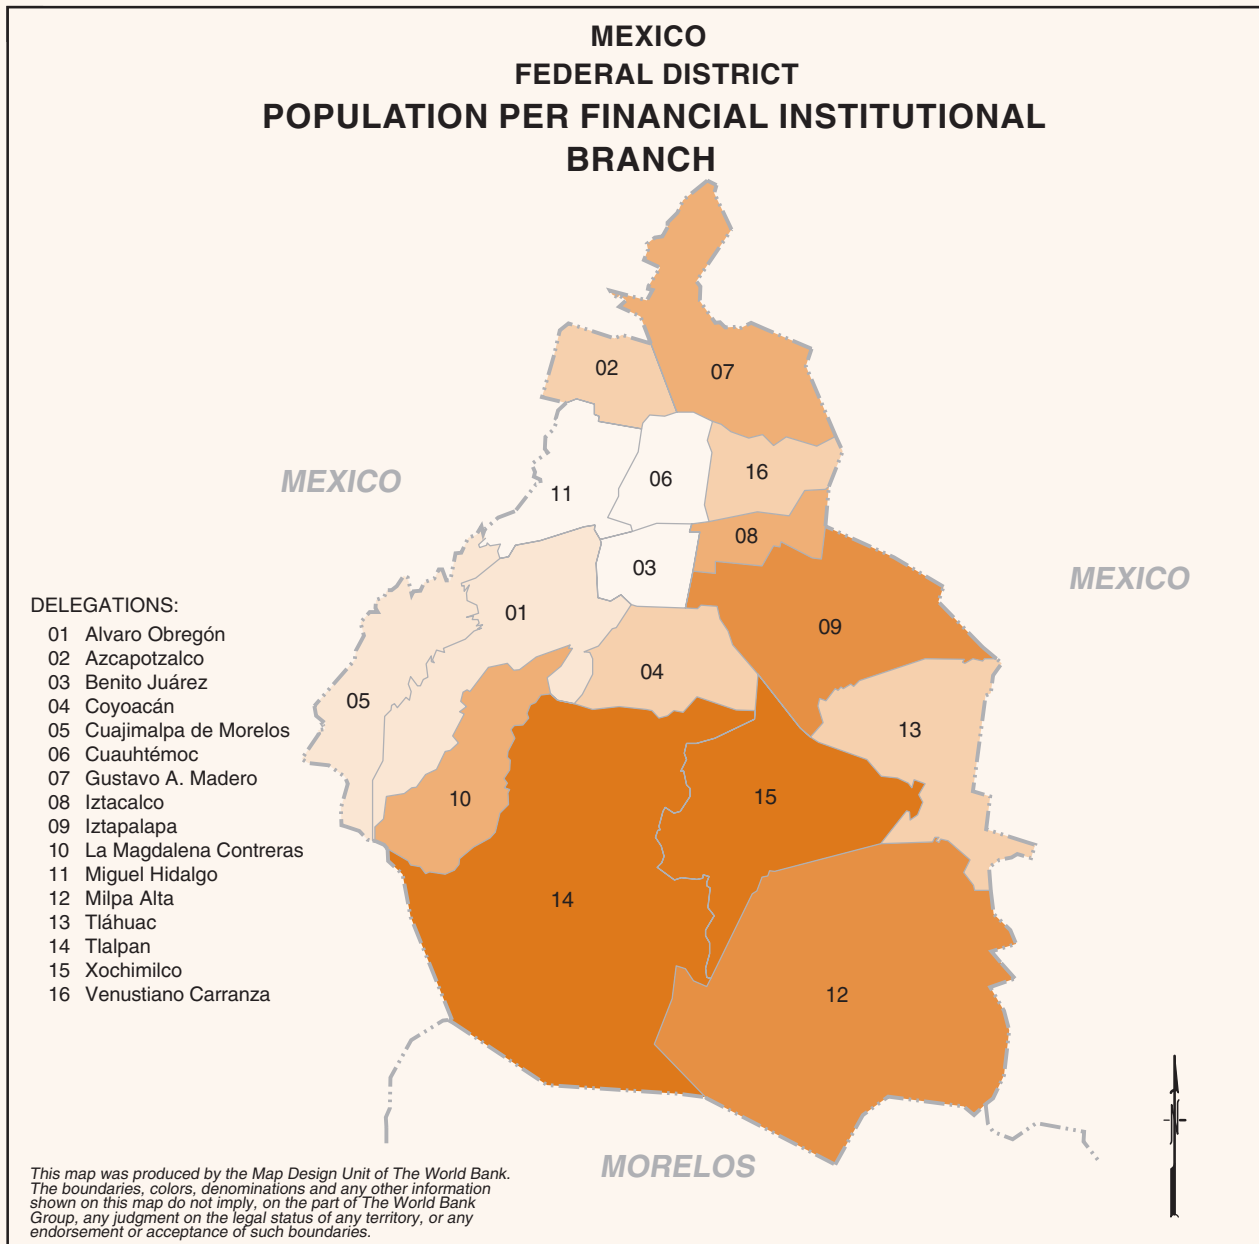 MEXICO
FEDERAL DISTRICT
POPULATION PER FINANCIAL INSTITUTIONAL
BRANCH
02
07
MEXICO
11
06
16
08
03
MEXICO
01
09
04
05
13
10
15
14
12
DELEGATIONS:
01 Alvaro Obregón
02 Azcapotzalco
03 Benito Juárez
04 Coyoacán
05 Cuajimalpa de Morelos
06 Cuauhtémoc
07 Gustavo A. Madero
08 Iztacalco
09 Iztapalapa
10 La Magdalena Contreras
11 Miguel Hidalgo
12 Milpa Alta
13 Tláhuac
14 Tlalpan
15 Xochimilco
16 Venustiano Carranza
N
MORELOS
This map was produced by the Map Design Unit of The World Bank.
The boundaries, colors, denominations and any other information
shown on this map do not imply, on the part of The World Bank
Group, any judgment on the legal status of any territory, or any
endorsement or acceptance of such boundaries.